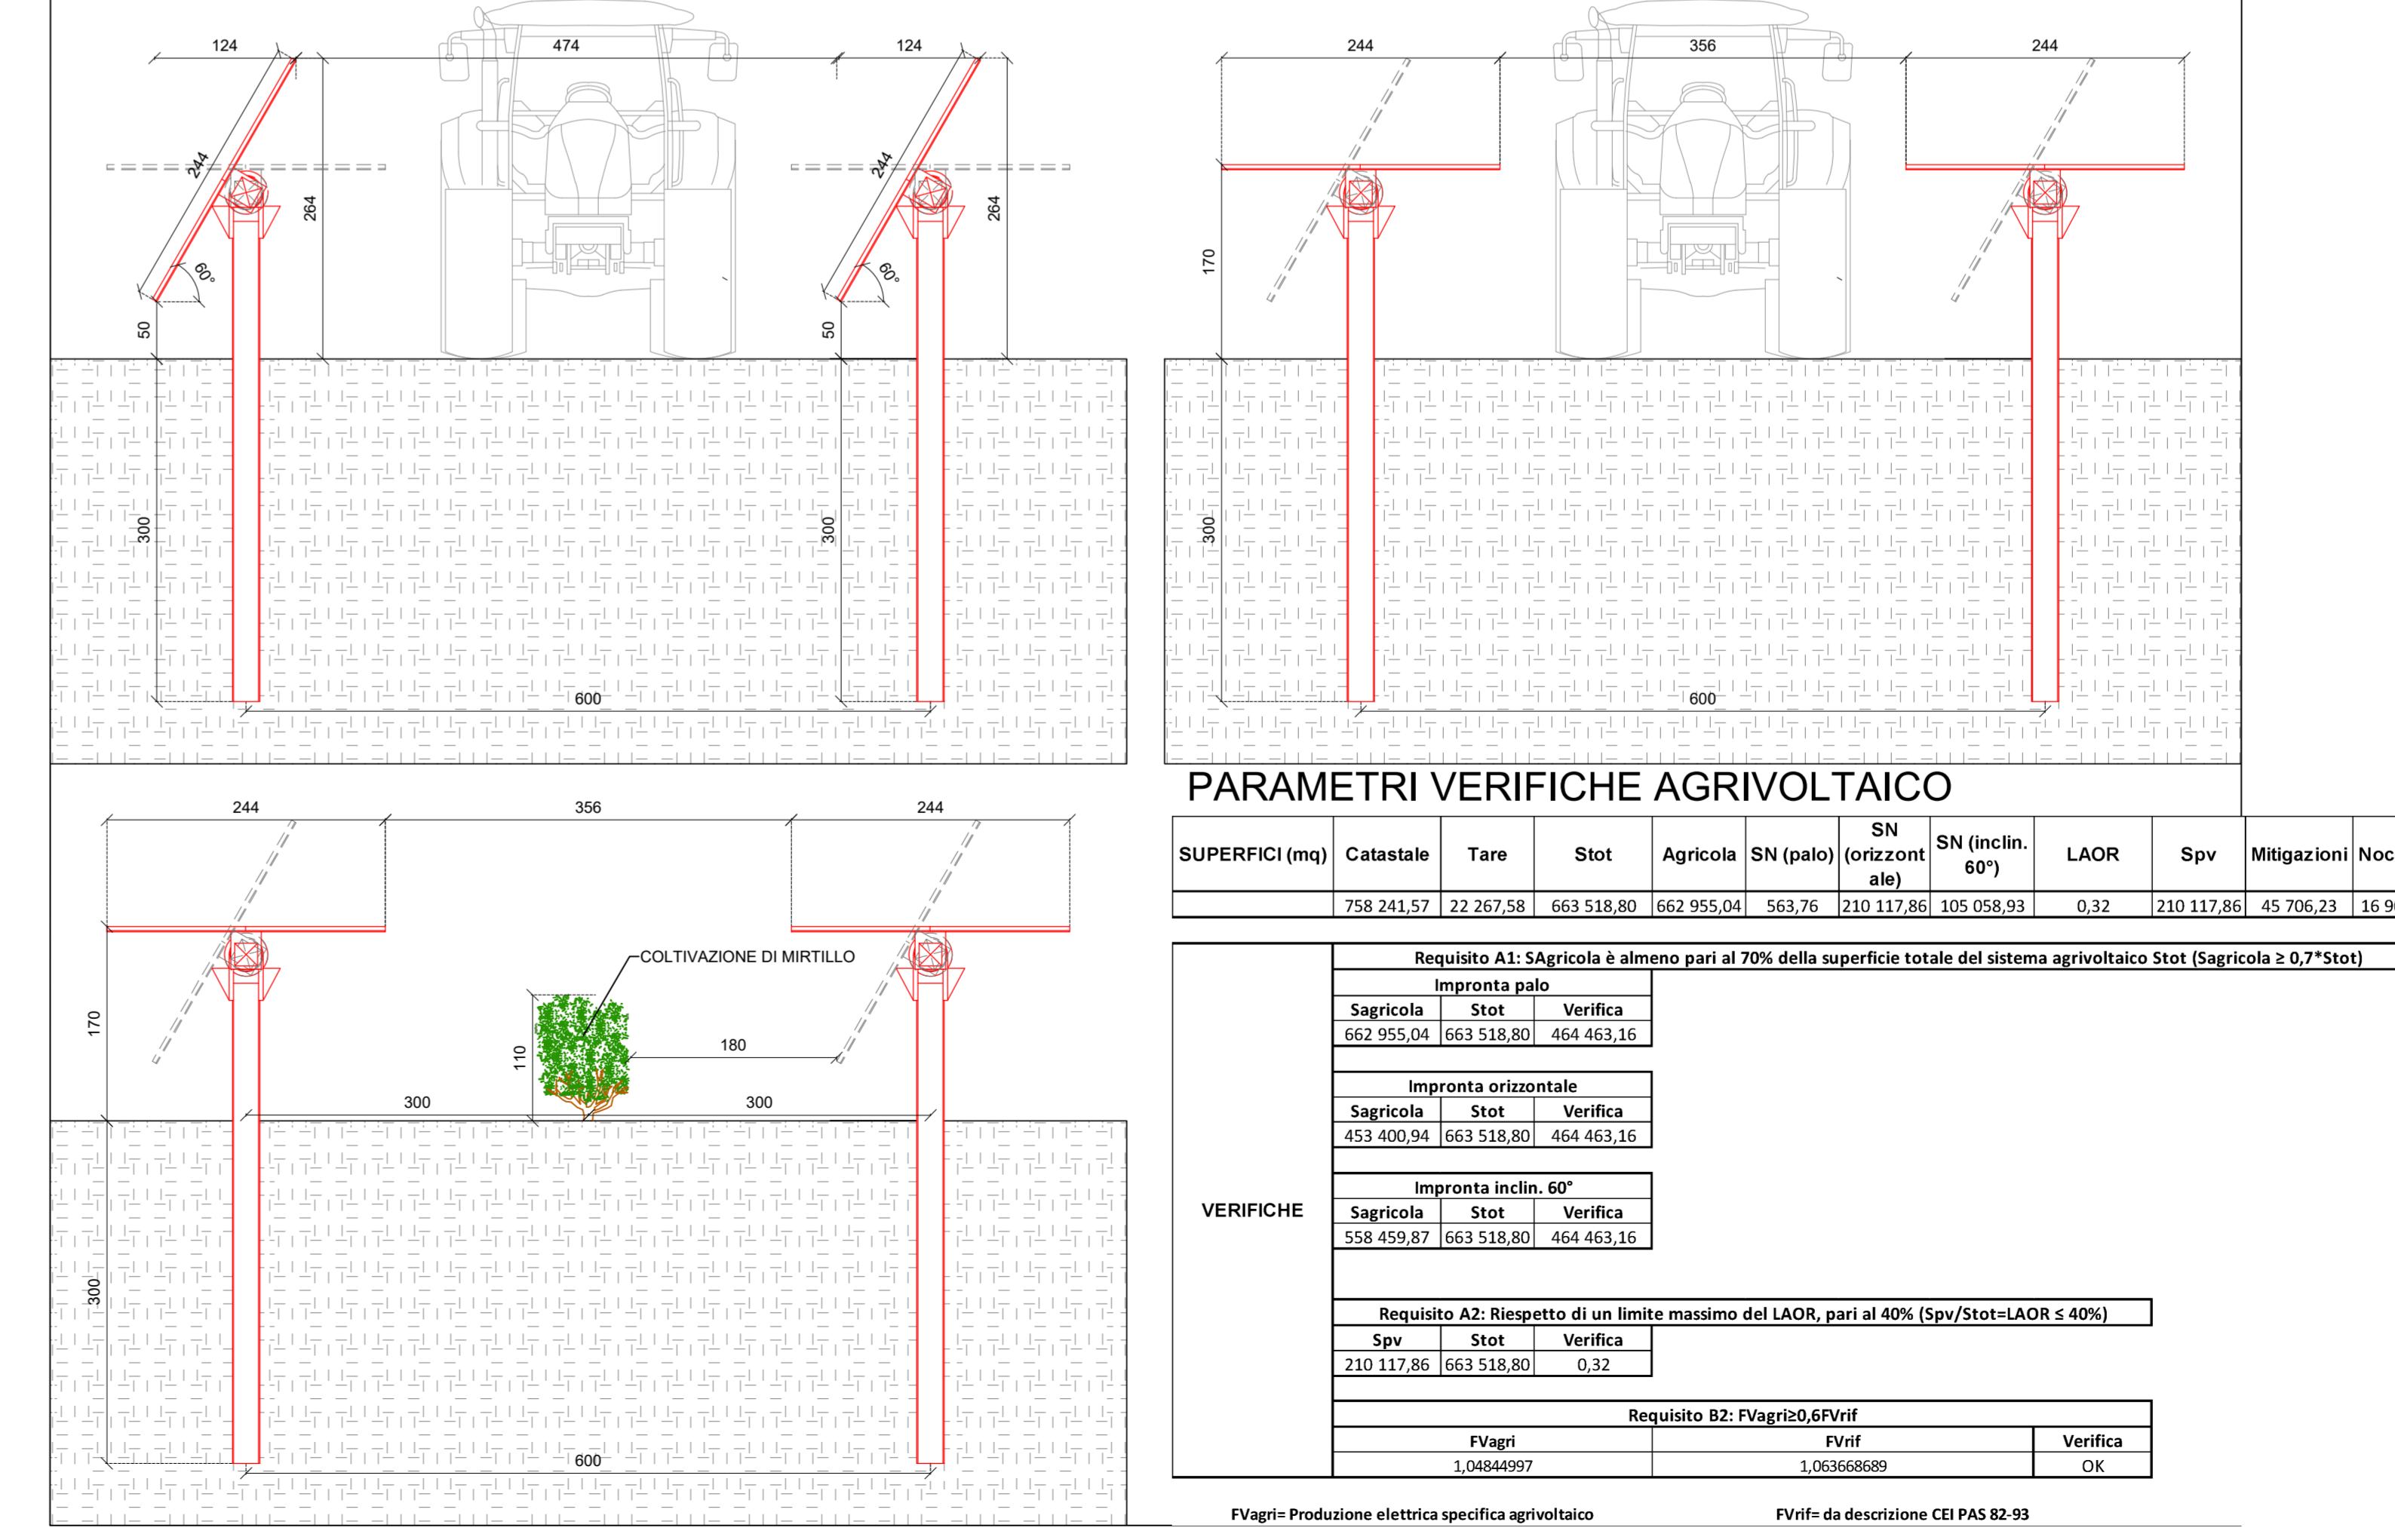 124
474
124
244
264
60°
50
300
244
264
60°
50
300
600
244
356
244
170
300
600
244
356
244
COLTIVAZIONE DI MIRTILLO
170
110
180
300
300
300
600
PARAMETRI VERIFICHE AGRIVOLTAICO
SUPERFICI (mq) Catastale Tare Stot Agricola SN (palo) SN (orizzont ale) SN (inclin. 60°) LAOR Spv Mitigazioni
758 241,57 22 267,58 663 518,80 662 955,04 563,76 210 117,86 105 058,93 0,32 210 117,86 45 706,23
VERIFICHE
Requisito A1: SAgricola è almeno pari al 70% della superficie totale del sistema agrivoltaico Stot (Sagricola ≥ 0,7*Stot)
Impronta palo
Sagricola Stot Verifica
662 955,04 663 518,80 464 463,16
Impronta orizzontale
Sagricola Stot Verifica
453 400,94 663 518,80 464 463,16
Impronta inclin. 60°
Sagricola Stot Verifica
558 459,87 663 518,80 464 463,16
Requisito A2: Riespetto di un limite massimo del LAOR, pari al 40% (Spv/Stot=LAOR ≤ 40%)
Spv Stot Verifica
210 117,86 663 518,80 0,32
Requisito B2: FVagri≥0,6FVrif
FVagri FVrif Verifica
1,04844997 1,063668689 OK
FVagri= Produzione elettrica specifica agrivoltaico FVrif= da descrizione CEI PAS 82-93